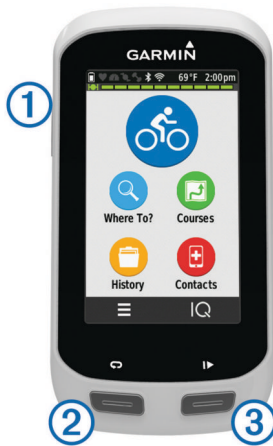 GARMIN
69°F 2:00pm
1
Where To?
Courses
History
Contacts
IQ
2
3